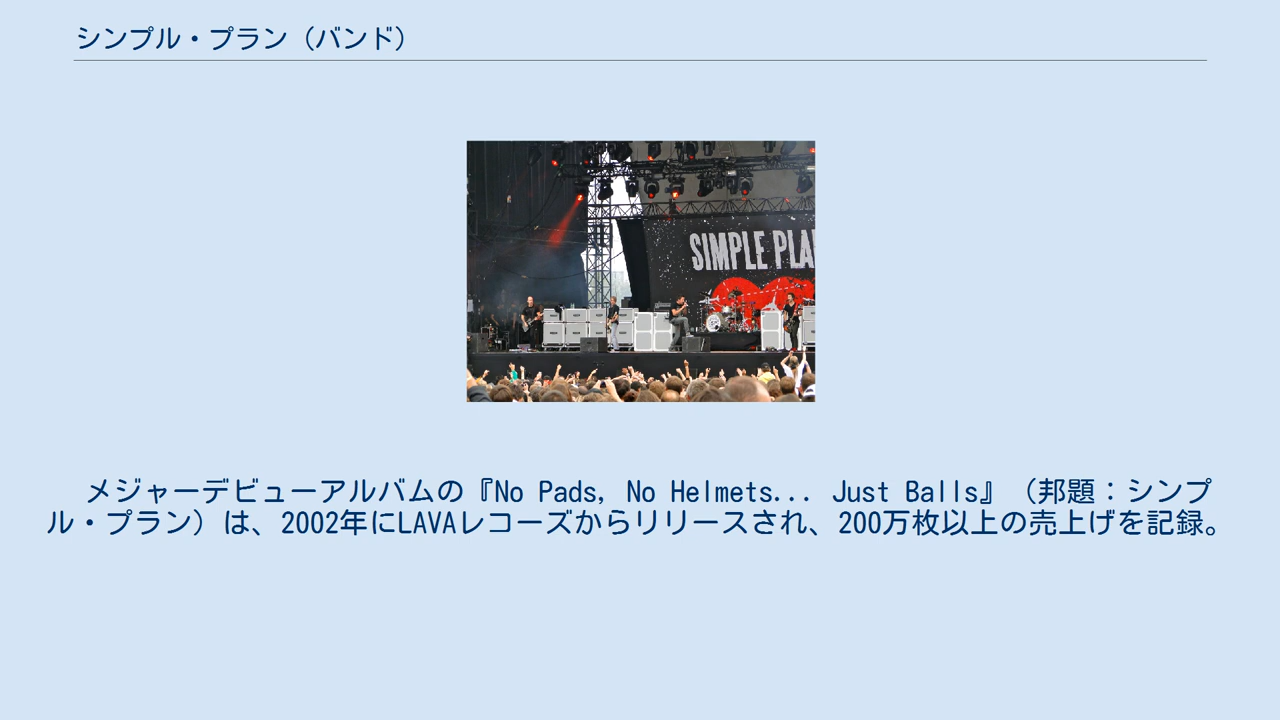 シンプル・プラン（バンド）
SIMPLE PLA
メジャーデビューアルバムの『No Pads, No Helmets... Just Balls』（邦題：シンプ
ル・プラン）は、2002年にLAVAレコーズからリリースされ、200万枚以上の売上げを記録。